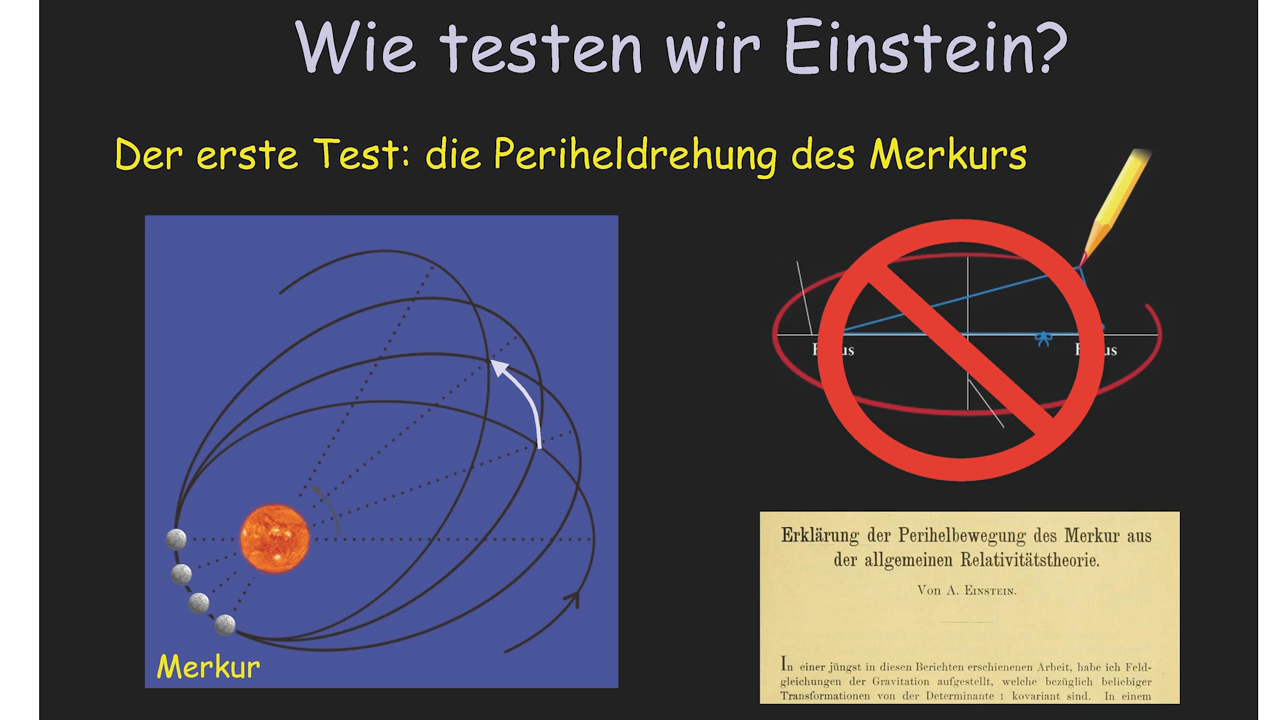 Wie testen wir Einstein?
Der erste Test: die Periheldrehung des Merkurs
Merkur
Erklärung der Perihelbewegung des Merkur aus
der allgemeinen Relativitätstheorie.
Von A. Einstein.
In einer jüngst in diesen Berichten erschienenen Arbeit, habe ich Feld-
gleichungen der Gravitation aufgestellt, welche bezüglich beliebiger
Transformationen von der Determinante 1 kovariant sind. In einem